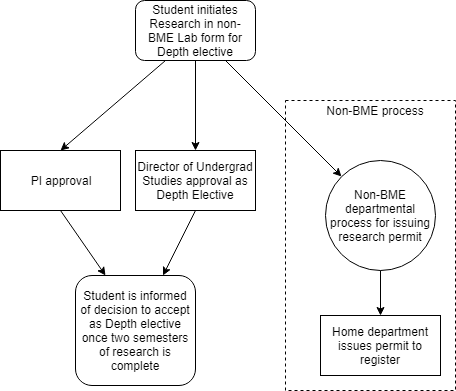 Student initiates
Research in non-
BME Lab form for
Depth elective
Non-BME process
PI approval
Director of Undergrad
Studies approval as
Depth Elective
Non-BME
departmental
process for issuing
research permit
Student is informed
of decision to accept
as Depth elective
once two semesters
of research is
complete
Home department
issues permit to
register